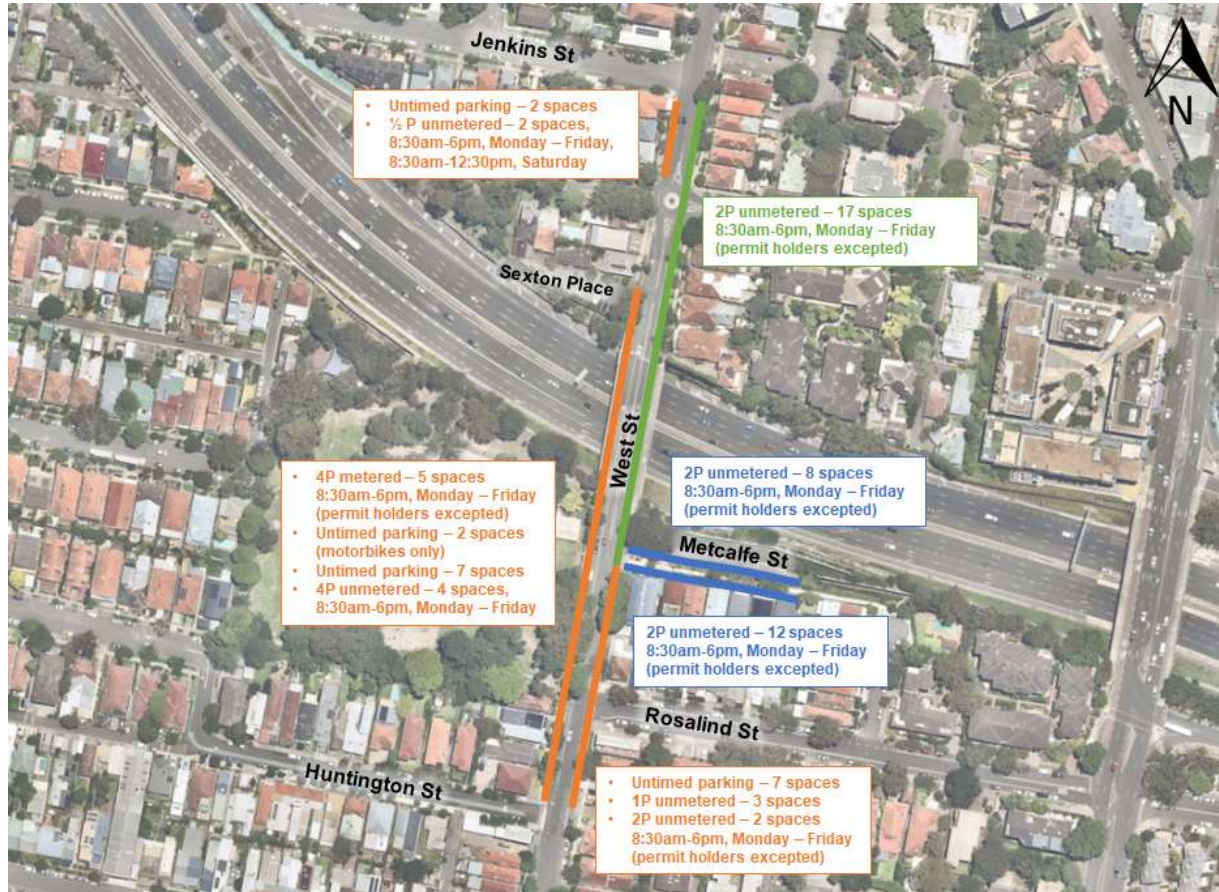 Jenkins St
N
• Untimed parking – 2 spaces
• ½ P unmetered – 2 spaces,
8:30am-6pm, Monday – Friday,
8:30am-12:30pm, Saturday
2P unmetered – 17 spaces
8:30am-6pm, Monday – Friday
(permit holders excepted)
Sexton Place
West St
• 4P metered – 5 spaces
8:30am-6pm, Monday – Friday
(permit holders excepted)
• Untimed parking – 2 spaces
(motorbikes only)
• Untimed parking – 7 spaces
• 4P unmetered – 4 spaces,
8:30am-6pm, Monday – Friday
2P unmetered – 8 spaces
8:30am-6pm, Monday – Friday
(permit holders excepted)
Metcalfe St
2P unmetered – 12 spaces
8:30am-6pm, Monday – Friday
(permit holders excepted)
Rosalind St
Huntington St
• Untimed parking – 7 spaces
• 1P unmetered – 3 spaces
• 2P unmetered – 2 spaces
8:30am-6pm, Monday – Friday
(permit holders excepted)